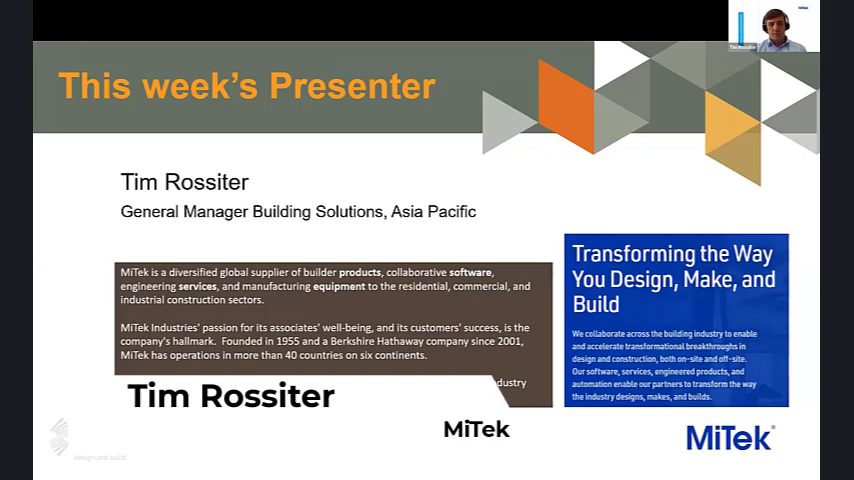 MiTek
Tim Rossiter
This week's Presenter
Tim Rossiter
General Manager Building Solutions, Asia Pacific
MiTek is a diversified global supplier of builder products, collaborative software,
engineering services, and manufacturing equipment to the residential, commercial, and
industrial construction sectors.
MiTek Industries' passion for its associates' well-being, and its customers' success, is the
company's hallmark. Founded in 1955 and a Berkshire Hathaway company since 2001,
MiTek has operations in more than 40 countries on six continents.
Transforming the Way
You Design, Make, and
Build
We collaborate across the building industry to enable
and accelerate transformational breakthroughs in
design and construction, both on-site and off-site.
Our software, services, engineered products, and
automation enable our partners to transform the way
the industry designs, makes, and builds.
Tim Rossiter
MiTek
MiTek®